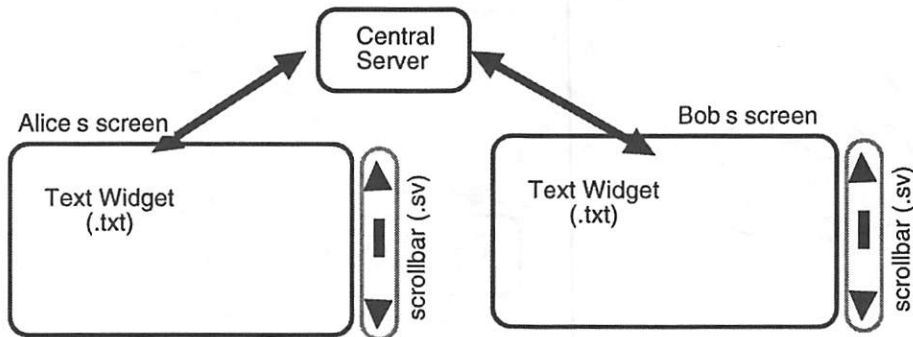 Central
Server
Alice s screen
Bob s screen
Text Widget
(.txt)
scrollbar (.sv)
Text Widget
(.txt)
scrollbar (.sv)